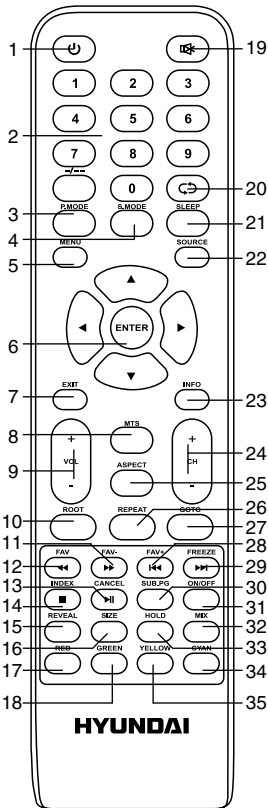 1 19
1 2 3
2
4 5 6
7 8 9
-/--
0
20
3 P.MODE S.MODE SLEEP 21
4
5 MENU SOURCE 22
6 ENTER
7 EXIT INFO 23
8 MTS
+ +
9 VOL CH 24
- -
ASPECT 25
26
10 ROOT REPEAT GOTO 27
11 28
12 FAV FAV- FAV+ FREEZE 29
13 30
14 INDEX CANCEL SUB.PG ON/OFF 31
15 REVEAL SIZE HOLD MIX 32
16 33
17 RED GREEN YELLOW CYAN 34
18 35
HYUNDAI